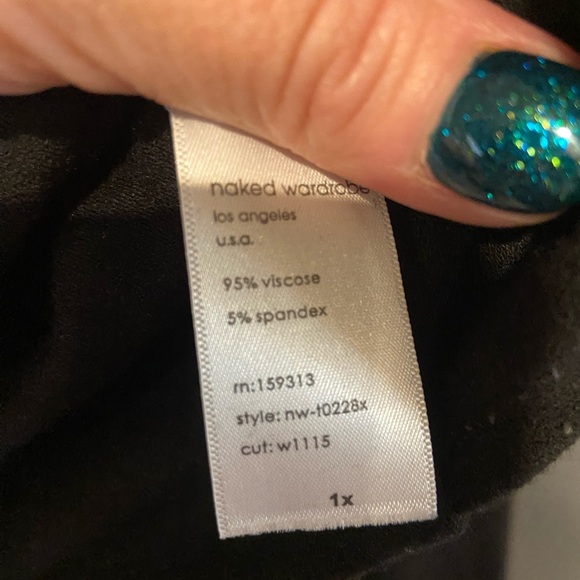 naked wardrobe
los angeles
u.s.a.
95% viscose
5% spandex
rn:159313
style: nw-t0228x
cut: w1115
1x